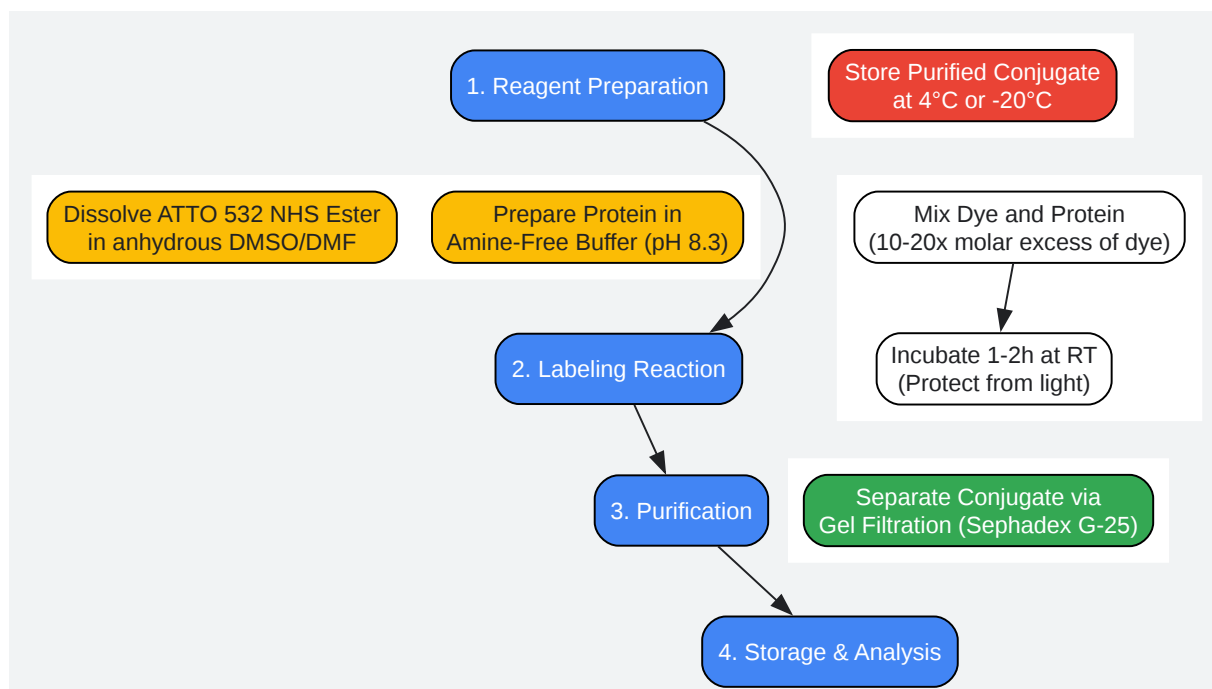 1. Reagent Preparation
Store Purified Conjugate
at 4°C or -20°C
Dissolve ATTO 532 NHS Ester
in anhydrous DMSO/DMF
Prepare Protein in
Amine-Free Buffer (pH 8.3)
Mix Dye and Protein
(10-20x molar excess of dye)
2. Labeling Reaction
Incubate 1-2h at RT
(Protect from light)
3. Purification
Separate Conjugate via
Gel Filtration (Sephadex G-25)
4. Storage & Analysis